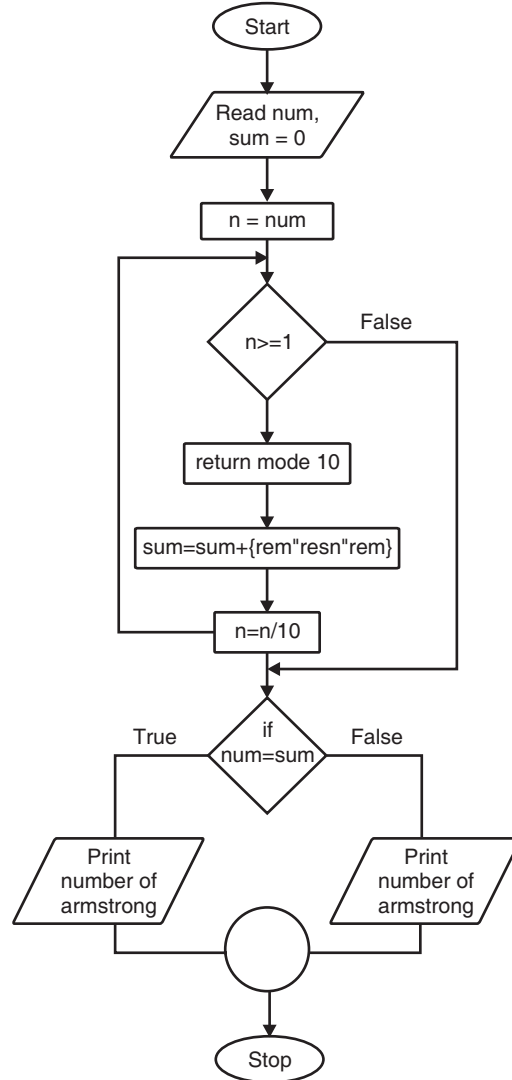 Start
Read num,
sum = 0
n = num
n>=1
False
return mode 10
sum=sum+{rem"resn"rem}
n=n/10
if
num=sum
True
False
Print
number of
armstrong
Print
number of
armstrong
Stop